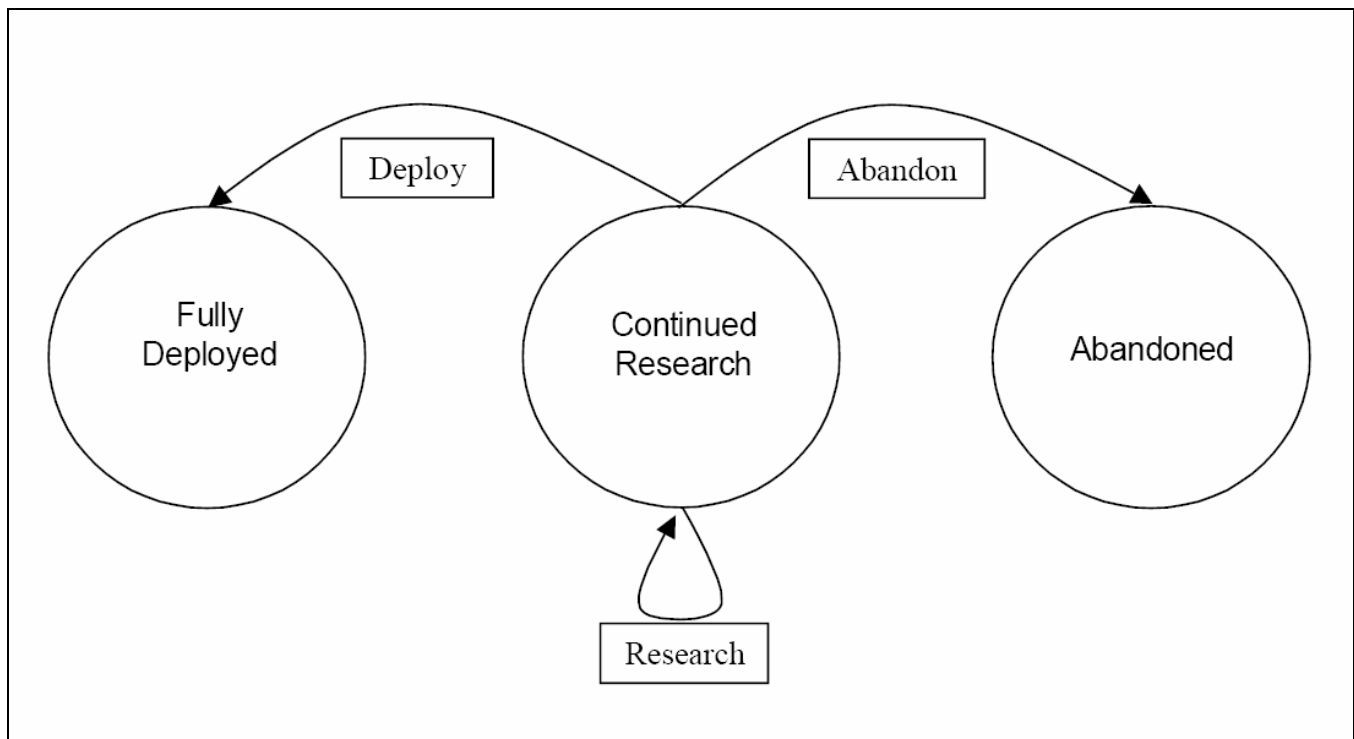 Deploy
Abandon
Fully
Deployed
Continued
Research
Abandoned
Research